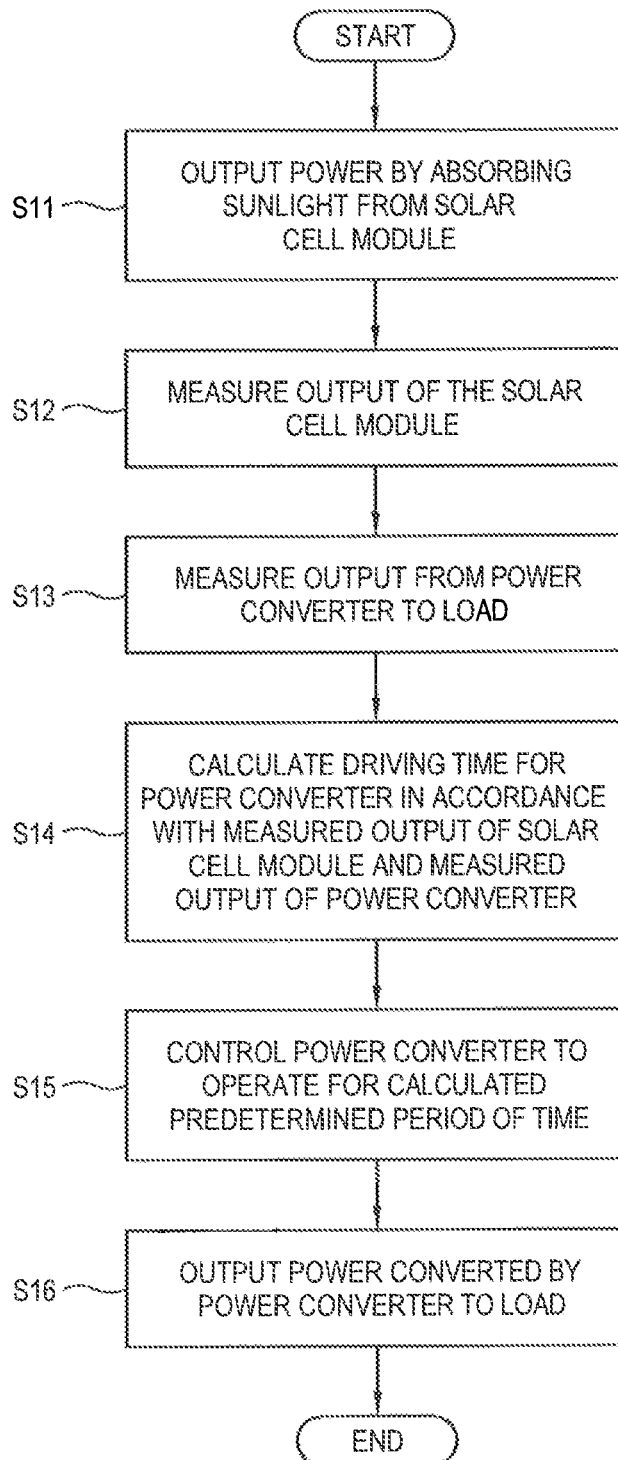 START
S11
OUTPUT POWER BY ABSORBING
SUNLIGHT FROM SOLAR
CELL MODULE
S12
MEASURE OUTPUT OF THE SOLAR
CELL MODULE
S13
MEASURE OUTPUT FROM POWER
CONVERTER TO LOAD
S14
CALCULATE DRIVING TIME FOR
POWER CONVERTER IN ACCORDANCE
WITH MEASURED OUTPUT OF SOLAR
CELL MODULE AND MEASURED
OUTPUT OF POWER CONVERTER
S15
CONTROL POWER CONVERTER TO
OPERATE FOR CALCULATED
PREDETERMINED PERIOD OF TIME
S16
OUTPUT POWER CONVERTED BY
POWER CONVERTER TO LOAD
END